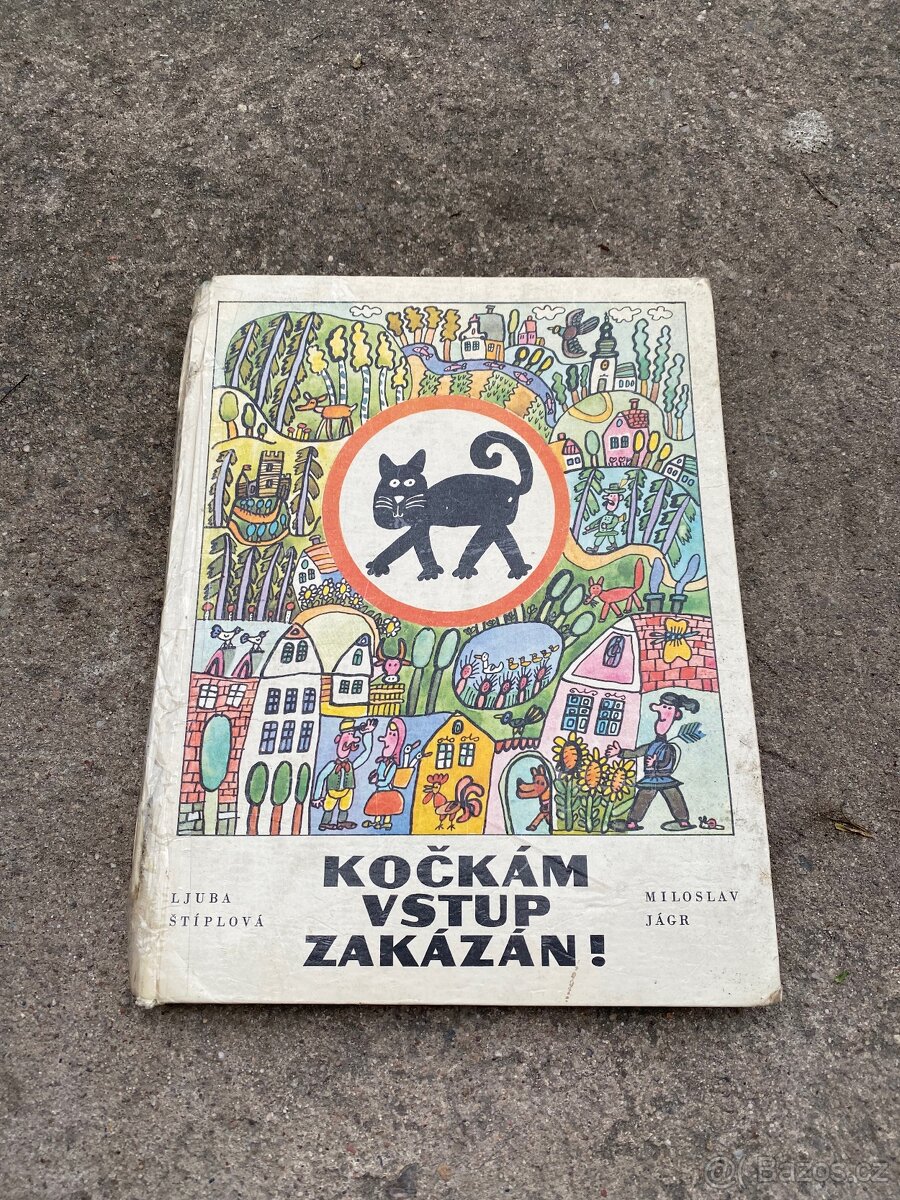 LJUBA
ŠTÍPLOVÁ
KOČKÁM
VSTUP
ZAKÁZÁN!
MILOSLAV
JÁGR
Bazos.cz